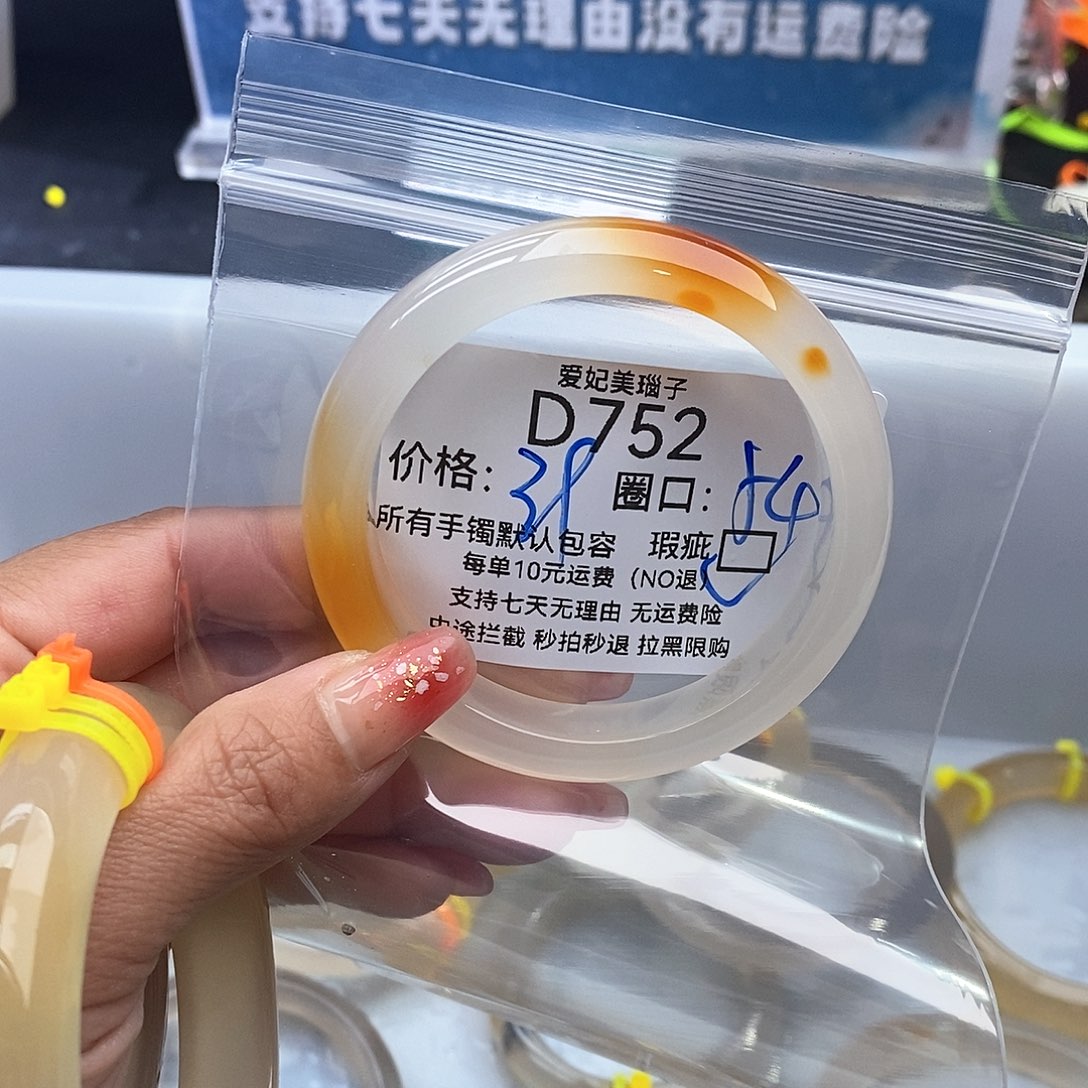 支持七天无理由没有运费险
爱妃美瑙子
D752
价格： 圈口：54
所有手镯默认包容 瑕疵
每单10元运费（NO退）
支持七天无理由 无运费险
中途拦截 秒拍秒退 拉黑限购